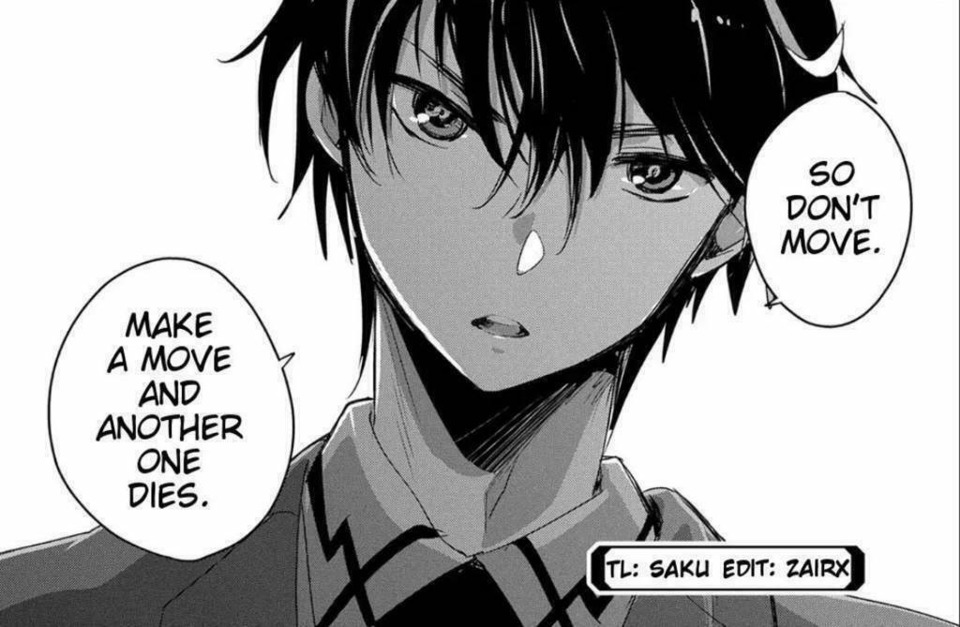 SO
DON'T
MOVE.
MAKE
A MOVE
AND
ANOTHER
ONE
DIES.
TL: SAKU EDIT: ZAIRX